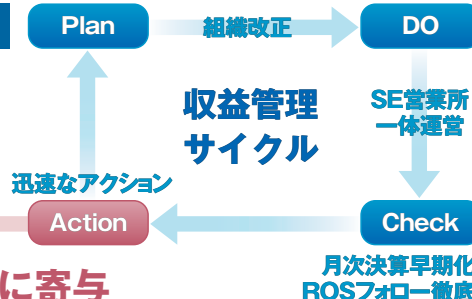 Plan
組織改正
DO
収益管理
サイクル
SE営業所
一体運営
迅速なアクション
Action
Check
月次決算早期化
ROSフォロー徹底
に寄与